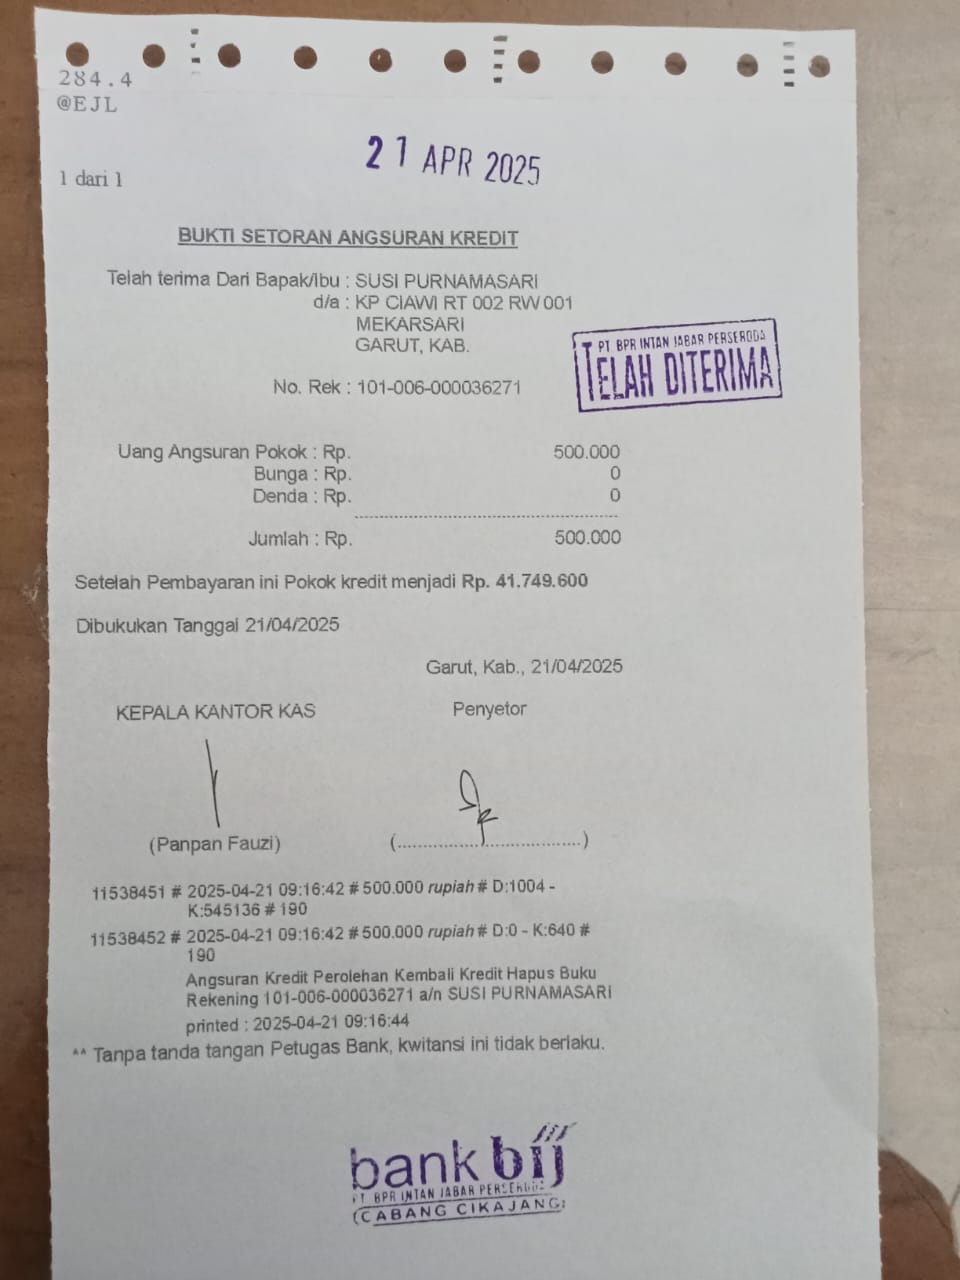 284.4
@EJL
21 APR 2025
1 dari 1
BUKTI SETORAN ANGSURAN KREDIT
Telah terima Dari Bapak/Ibu : SUSI PURNAMASARI
d/a : KP CIAWI RT 002 RW 001
MEKARSARI
GARUT, KAB.
PT BPR INTAN JABAR PERSERODA
TELAH DITERIMA
No. Rek : 101-006-000036271
Uang Angsuran Pokok : Rp. 500.000
Bunga : Rp. 0
Denda : Rp. 0
Jumlah : Rp. 500.000
Setelah Pembayaran ini Pokok kredit menjadi Rp. 41.749.600
Dibukukan Tanggal 21/04/2025
Garut, Kab., 21/04/2025
KEPALA KANTOR KAS Penyetor
(Panpan Fauzi) (....................................)
11538451 # 2025-04-21 09:16:42 # 500.000 rupiah # D:1004 -
K:545136 # 190
11538452 # 2025-04-21 09:16:42 # 500.000 rupiah # D:0 - K:640 #
190
Angsuran Kredit Perolehan Kembali Kredit Hapus Buku
Rekening 101-006-000036271 a/n SUSI PURNAMASARI
printed : 2025-04-21 09:16:44
** Tanpa tanda tangan Petugas Bank, kwitansi ini tidak berlaku.
bank bij
PT BPR INTAN JABAR PERSERODA
(CABANG CIKAJANG)